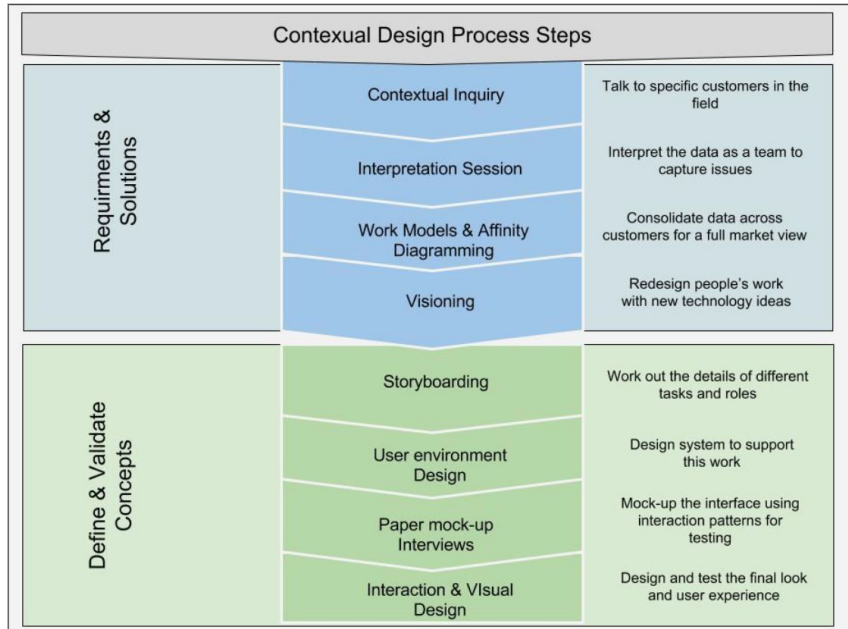 Contexual Design Process Steps
Requirments &
Solutions
Contextual Inquiry
Talk to specific customers in the
field
Interpretation Session
Interpret the data as a team to
capture issues
Work Models & Affinity
Diagramming
Consolidate data across
customers for a full market view
Visioning
Redesign people's work
with new technology ideas
Define & Validate
Concepts
Storyboarding
Work out the details of different
tasks and roles
User environment
Design
Design system to support
this work
Paper mock-up
Interviews
Mock-up the interface using
interaction patterns for
testing
Interaction & VIsual
Design
Design and test the final look
and user experience